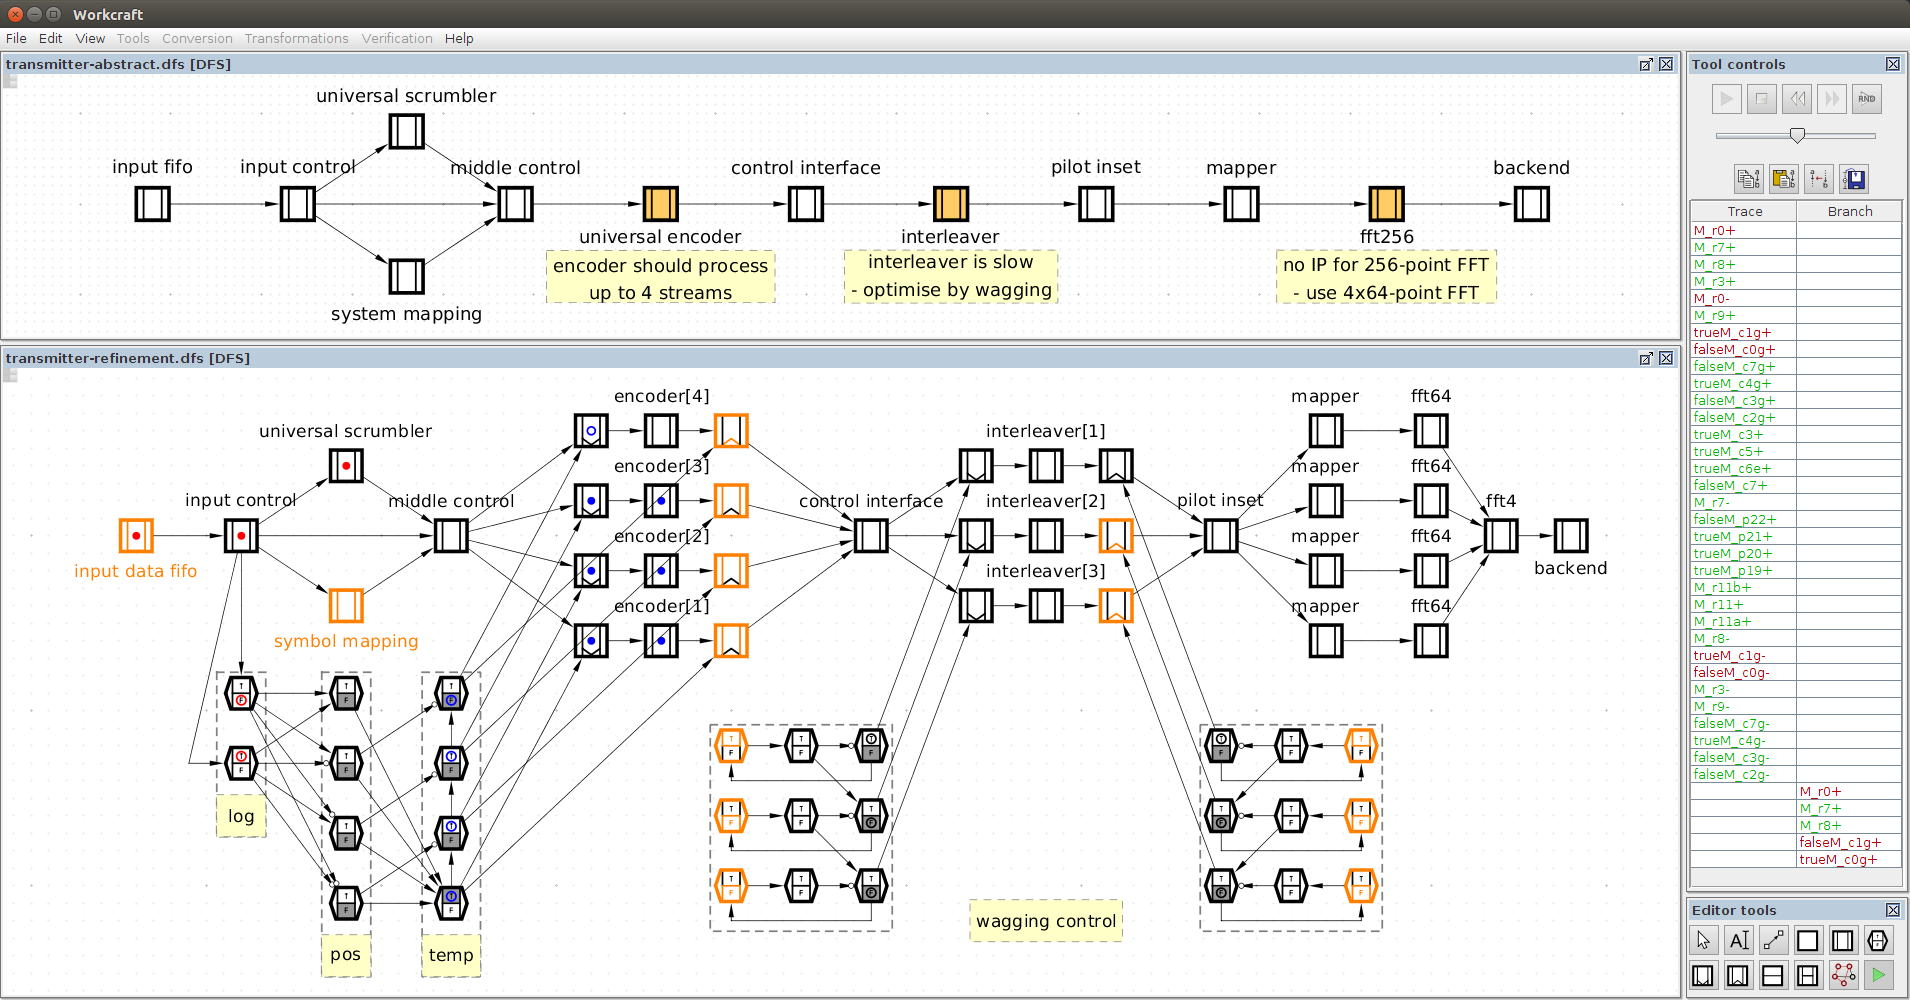 Workcraft
File Edit View Tools Conversion Transformations Verification Help
transmitter-abstract.dfs [DFS]
universal scrumbler
input fifo
input control
middle control
control interface
pilot inset
mapper
backend
universal encoder
interleaver
fft256
encoder should process
up to 4 streams
interleaver is slow
- optimise by wagging
no IP for 256-point FFT
- use 4x64-point FFT
system mapping
transmitter-refinement.dfs [DFS]
encoder[4]
mapper
fft64
universal scrumbler
interleaver[1]
encoder[3]
mapper
fft64
input control
middle control
control interface
interleaver[2]
pilot inset
fft4
encoder[2]
mapper
fft64
input data fifo
interleaver[3]
backend
encoder[1]
mapper
fft64
symbol mapping
log
pos
temp
wagging control
Tool controls
RND
Trace Branch
M_r0+
M_r7+
M_r8+
M_r3+
M_r0-
M_r9+
trueM_c1g+
falseM_c0g+
falseM_c7g+
trueM_c4g+
falseM_c3g+
falseM_c2g+
trueM_c3+
trueM_c5+
trueM_c6e+
falseM_c7+
M_r7-
falseM_p22+
trueM_p21+
trueM_p20+
trueM_p19+
M_r11b+
M_r11+
M_r11a+
M_r8-
trueM_c1g-
falseM_c0g-
M_r3-
M_r9-
falseM_c7g-
trueM_c4g-
falseM_c3g-
falseM_c2g-
M_r0+
M_r7+
M_r8+
falseM_c1g+
trueM_c0g+
Editor tools